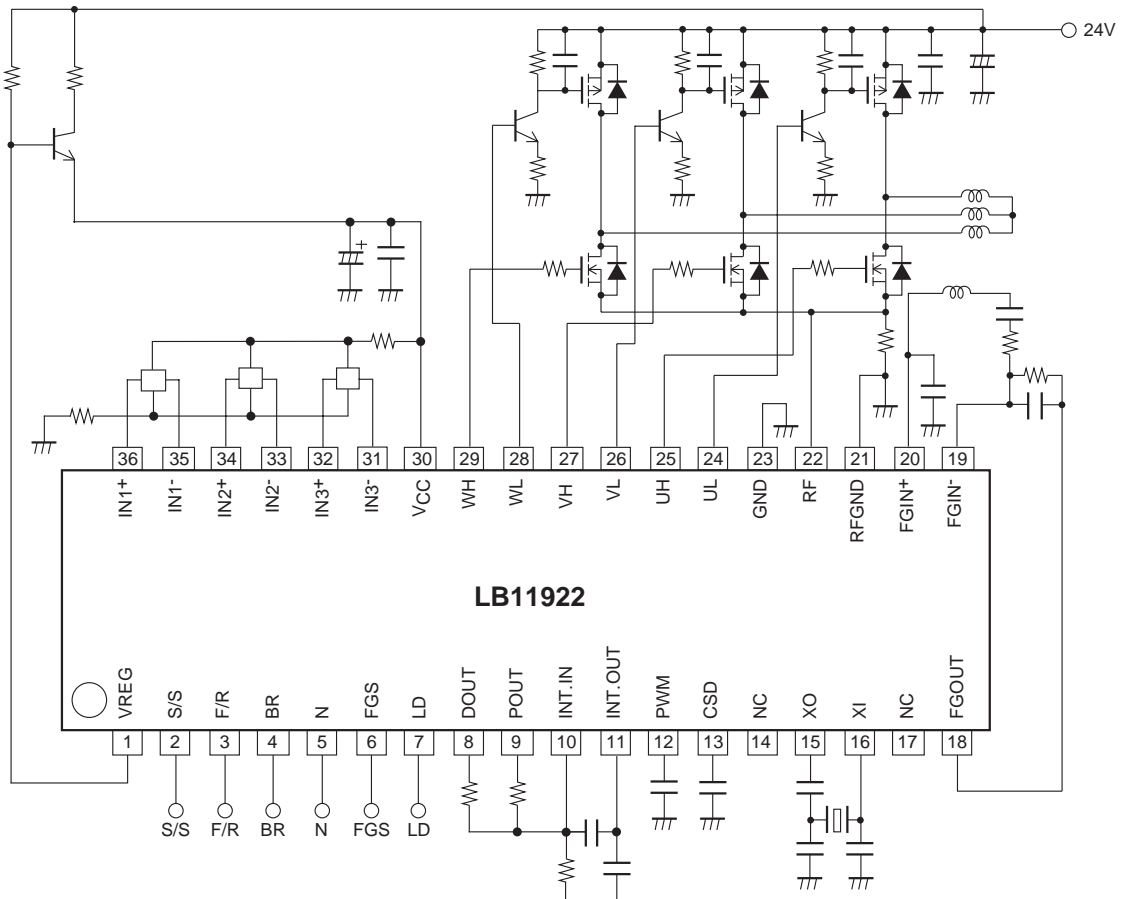 24V
+
36 35 34 33 32 31 30 29 28 27 26 25 24 23 22 21 20 19
IN1+ IN1- IN2+ IN2- IN3+ IN3- VCC WH WL VH VL UH UL GND RF RFGND FGIN+ FGIN-
LB11922
VREG S/S F/R BR N FGS LD DOUT POUT INT.IN INT.OUT PWM CSD NC XO XI NC FGOUT
1 2 3 4 5 6 7 8 9 10 11 12 13 14 15 16 17 18
S/S F/R BR N FGS LD